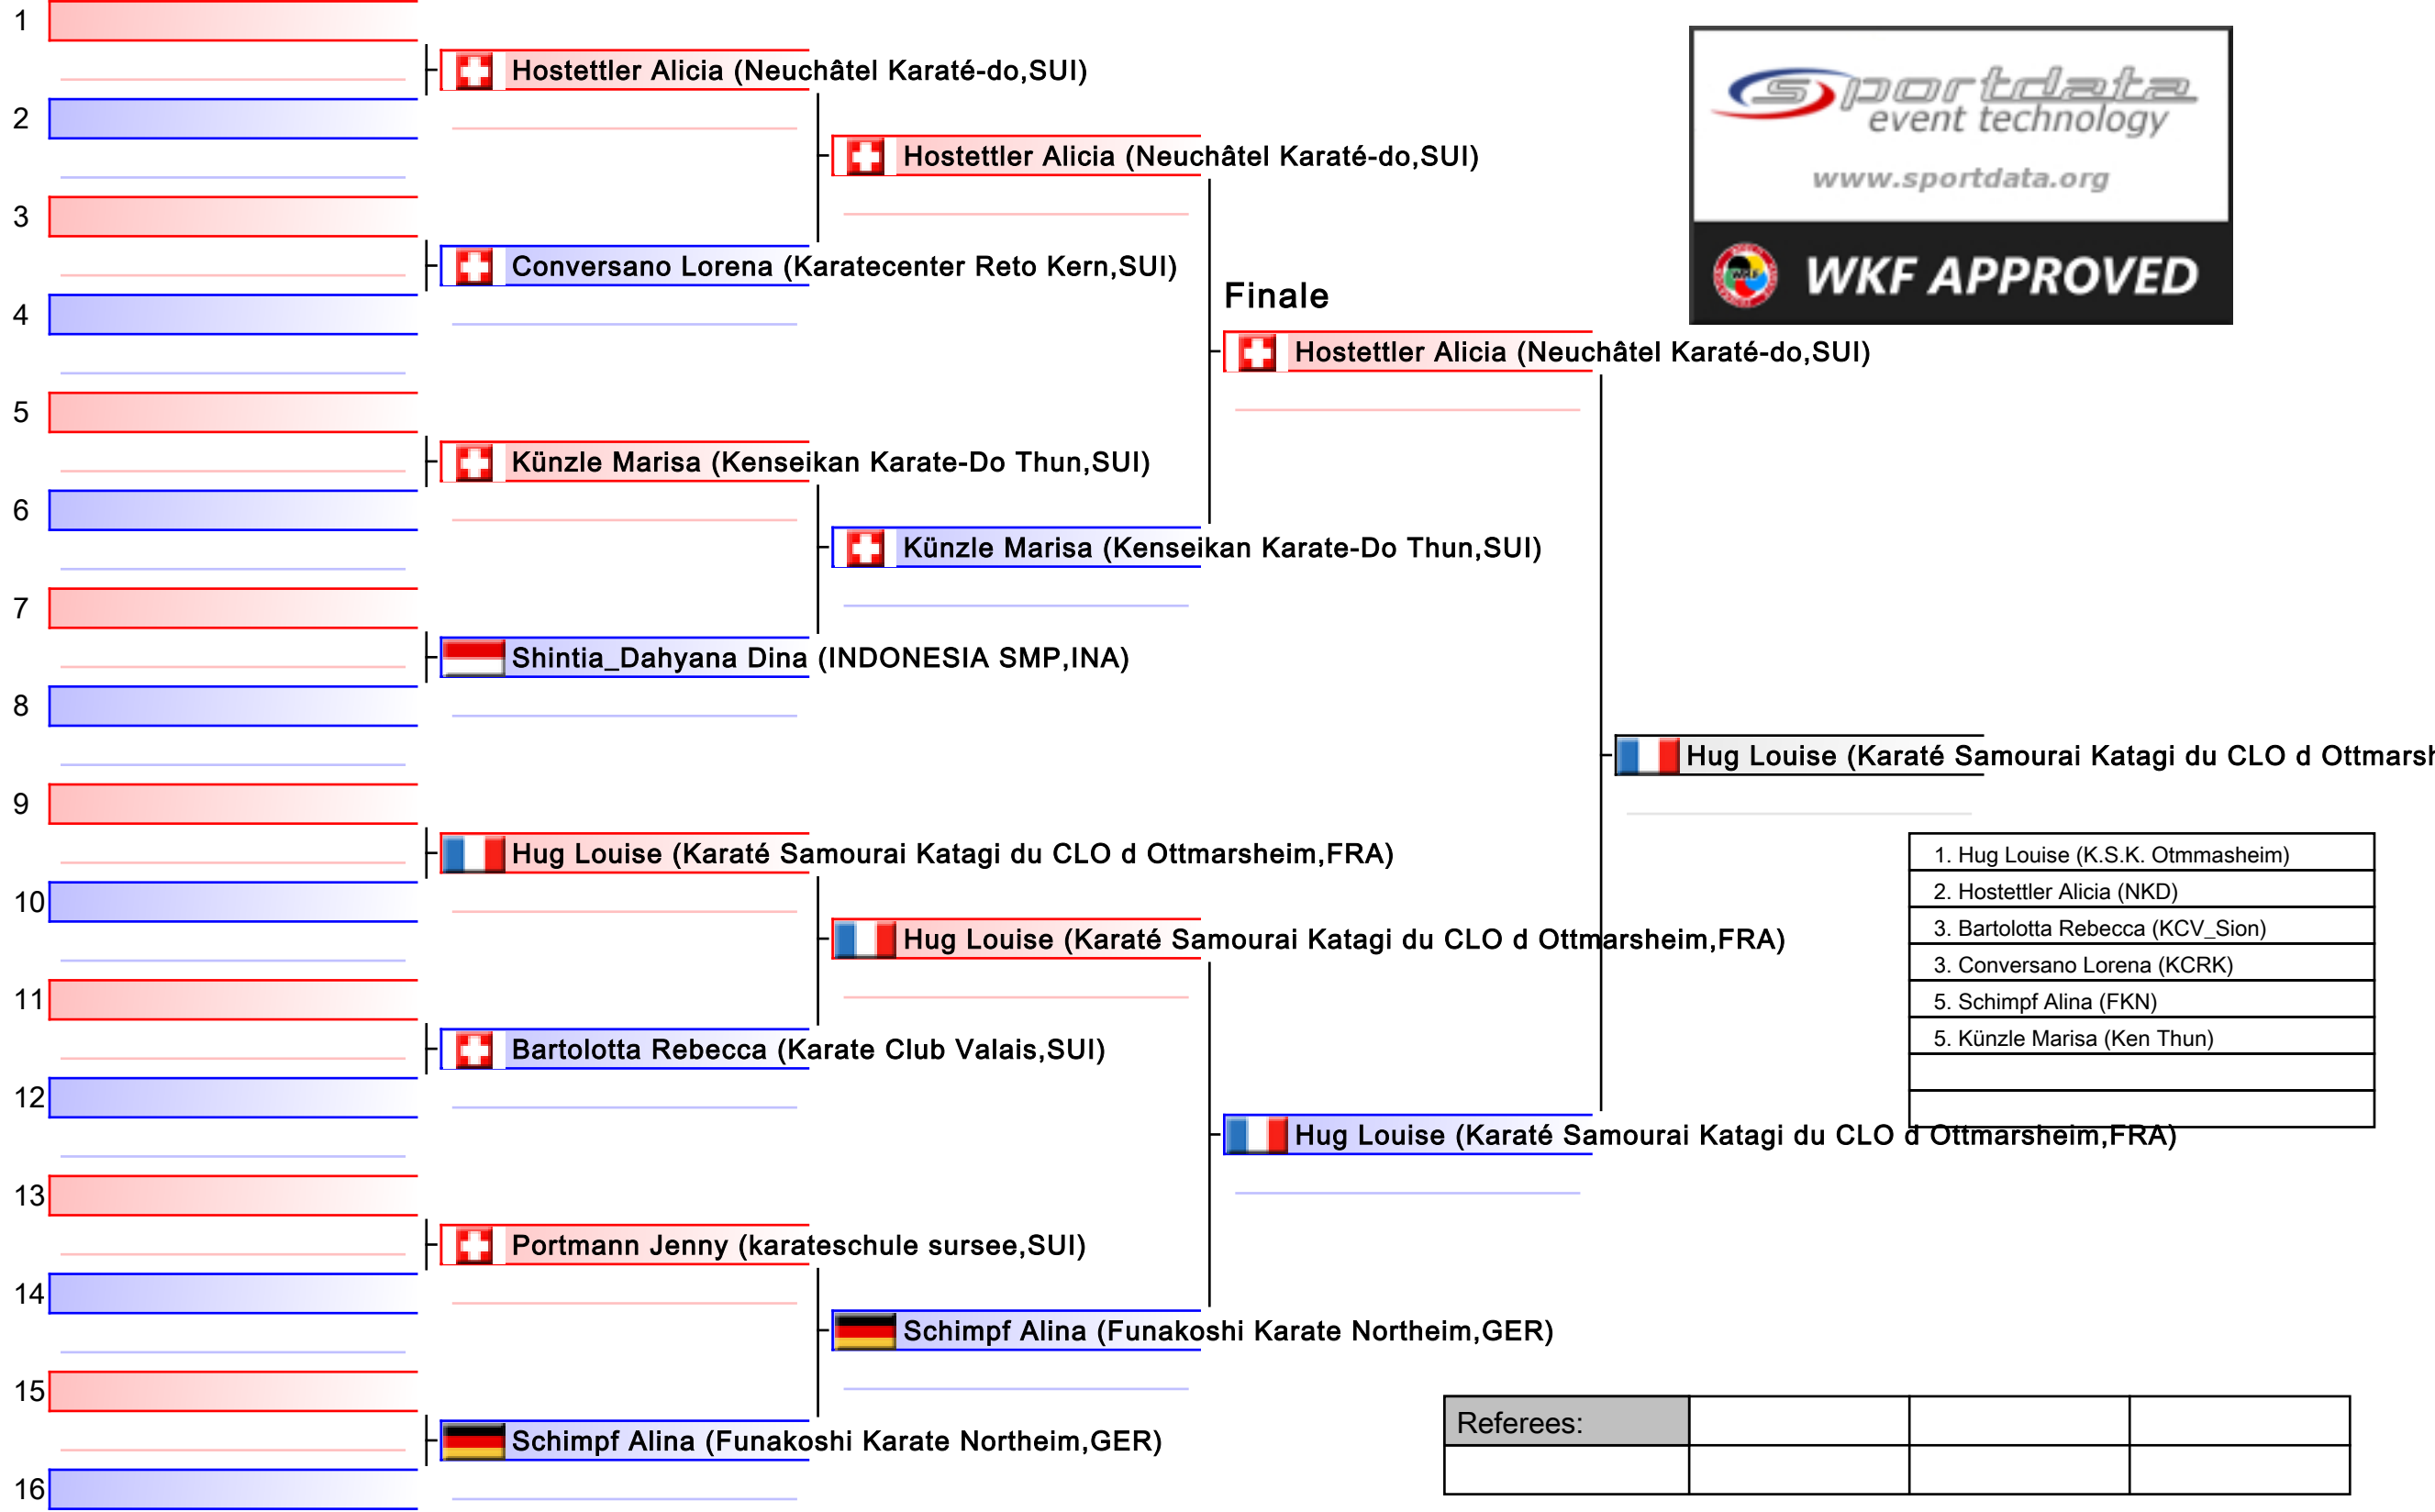 1
Hostettler Alicia (Neuchâtel Karaté-do,SUI)
2
Hostettler Alicia (Neuchâtel Karaté-do,SUI)
3
Conversano Lorena (Karatecenter Reto Kern,SUI)
4
Finale
Hostettler Alicia (Neuchâtel Karaté-do,SUI)
5
Künzle Marisa (Kenseikan Karate-Do Thun,SUI)
6
Künzle Marisa (Kenseikan Karate-Do Thun,SUI)
7
Shintia_Dahyana Dina (INDONESIA SMP,INA)
8
Hug Louise (Karaté Samourai Katagi du CLO d Ottmarsh
9
Hug Louise (Karaté Samourai Katagi du CLO d Ottmarsheim,FRA)
10
Hug Louise (Karaté Samourai Katagi du CLO d Ottmarsheim,FRA)
11
Bartolotta Rebecca (Karate Club Valais,SUI)
12
Hug Louise (Karaté Samourai Katagi du CLO d Ottmarsheim,FRA)
13
Portmann Jenny (karateschule sursee,SUI)
14
Schimpf Alina (Funakoshi Karate Northeim,GER)
15
Schimpf Alina (Funakoshi Karate Northeim,GER)
16
sportdata
event technology
www.sportdata.org
WKF
WKF APPROVED
1. Hug Louise (K.S.K. Otmmasheim)
2. Hostettler Alicia (NKD)
3. Bartolotta Rebecca (KCV_Sion)
3. Conversano Lorena (KCRK)
5. Schimpf Alina (FKN)
5. Künzle Marisa (Ken Thun)
Referees: